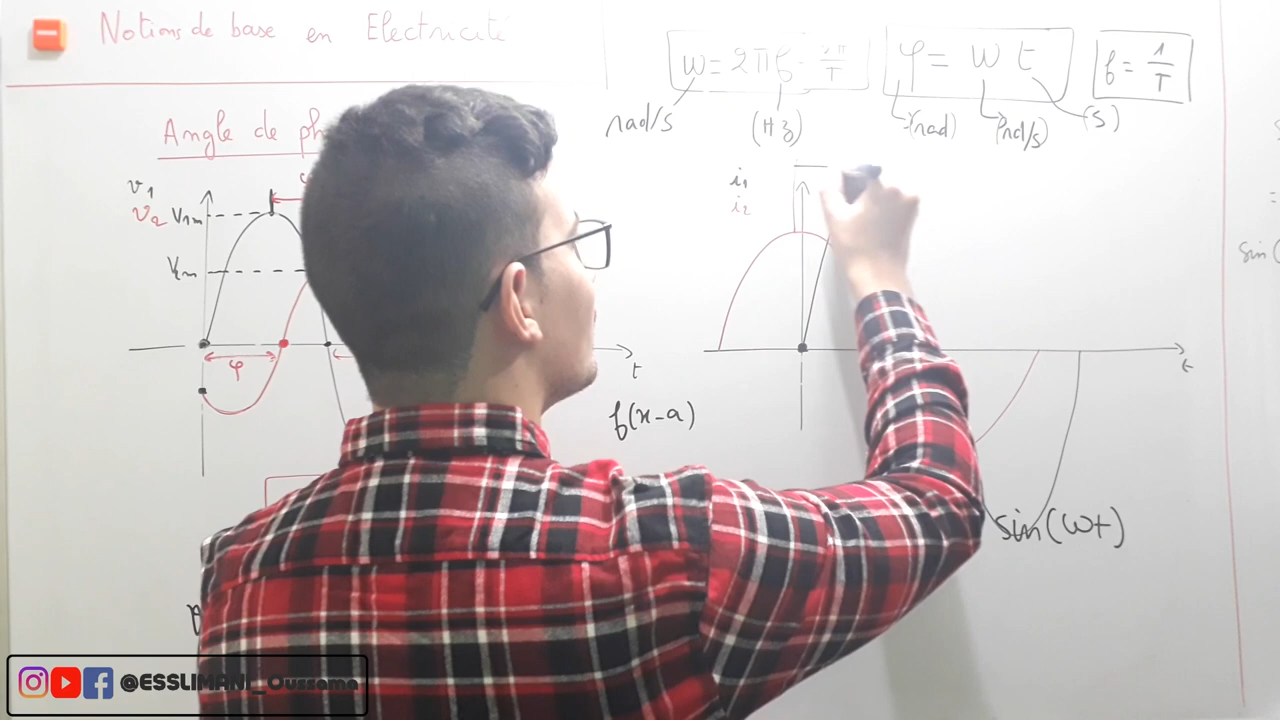 Notions de base en Electricité
ω = 2πf = 2π/T
φ = ω t
f = 1/T
rad/s
(Hz)
(rad)
rad/s)
(s)
Angle de ph
v1
v2
V1m
V2m
φ
t
f(x-a)
i1
i2
t
sin(ωt)
=
sin(
@ESSLIMANI_Oussama